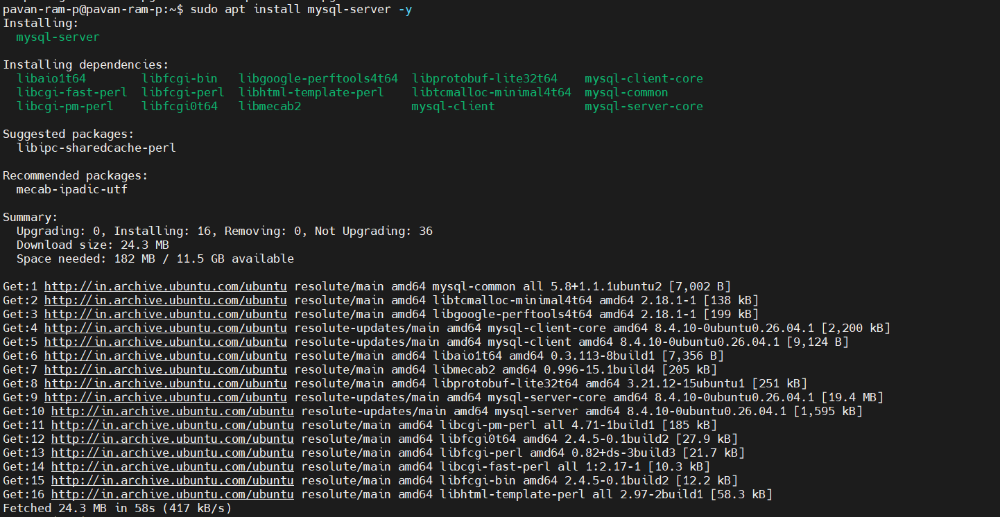 pavan-ram-p@pavan-ram-p:~$ sudo apt install mysql-server -y
Installing:
  mysql-server

Installing dependencies:
  libaio1t64        libfcgi-bin   libgoogle-perftools4t64  libprotobuf-lite32t64    mysql-client-core
  libcgi-fast-perl  libfcgi-perl  libhtml-template-perl    libtcmalloc-minimal4t64  mysql-common
  libcgi-pm-perl    libfcgi0t64   libmecab2                mysql-client             mysql-server-core

Suggested packages:
  libipc-sharedcache-perl

Recommended packages:
  mecab-ipadic-utf

Summary:
  Upgrading: 0, Installing: 16, Removing: 0, Not Upgrading: 36
  Download size: 24.3 MB
  Space needed: 182 MB / 11.5 GB available

Get:1 http://in.archive.ubuntu.com/ubuntu resolute/main amd64 mysql-common all 5.8+1.1.1ubuntu2 [7,002 B]
Get:2 http://in.archive.ubuntu.com/ubuntu resolute/main amd64 libtcmalloc-minimal4t64 amd64 2.18.1-1 [138 kB]
Get:3 http://in.archive.ubuntu.com/ubuntu resolute/main amd64 libgoogle-perftools4t64 amd64 2.18.1-1 [199 kB]
Get:4 http://in.archive.ubuntu.com/ubuntu resolute-updates/main amd64 mysql-client-core amd64 8.4.10-0ubuntu0.26.04.1 [2,200 kB]
Get:5 http://in.archive.ubuntu.com/ubuntu resolute-updates/main amd64 mysql-client amd64 8.4.10-0ubuntu0.26.04.1 [9,124 B]
Get:6 http://in.archive.ubuntu.com/ubuntu resolute/main amd64 libaio1t64 amd64 0.3.113-8build1 [7,356 B]
Get:7 http://in.archive.ubuntu.com/ubuntu resolute/main amd64 libmecab2 amd64 0.996-15.1build4 [205 kB]
Get:8 http://in.archive.ubuntu.com/ubuntu resolute/main amd64 libprotobuf-lite32t64 amd64 3.21.12-15ubuntu1 [251 kB]
Get:9 http://in.archive.ubuntu.com/ubuntu resolute-updates/main amd64 mysql-server-core amd64 8.4.10-0ubuntu0.26.04.1 [19.4 MB]
Get:10 http://in.archive.ubuntu.com/ubuntu resolute-updates/main amd64 mysql-server amd64 8.4.10-0ubuntu0.26.04.1 [1,595 kB]
Get:11 http://in.archive.ubuntu.com/ubuntu resolute/main amd64 libcgi-pm-perl all 4.71-1build1 [185 kB]
Get:12 http://in.archive.ubuntu.com/ubuntu resolute/main amd64 libfcgi0t64 amd64 2.4.5-0.1build2 [27.9 kB]
Get:13 http://in.archive.ubuntu.com/ubuntu resolute/main amd64 libfcgi-perl amd64 0.82+ds-3build3 [21.7 kB]
Get:14 http://in.archive.ubuntu.com/ubuntu resolute/main amd64 libcgi-fast-perl all 1:2.17-1 [10.3 kB]
Get:15 http://in.archive.ubuntu.com/ubuntu resolute/main amd64 libfcgi-bin amd64 2.4.5-0.1build2 [12.2 kB]
Get:16 http://in.archive.ubuntu.com/ubuntu resolute/main amd64 libhtml-template-perl all 2.97-2build1 [58.3 kB]
Fetched 24.3 MB in 58s (417 kB/s)